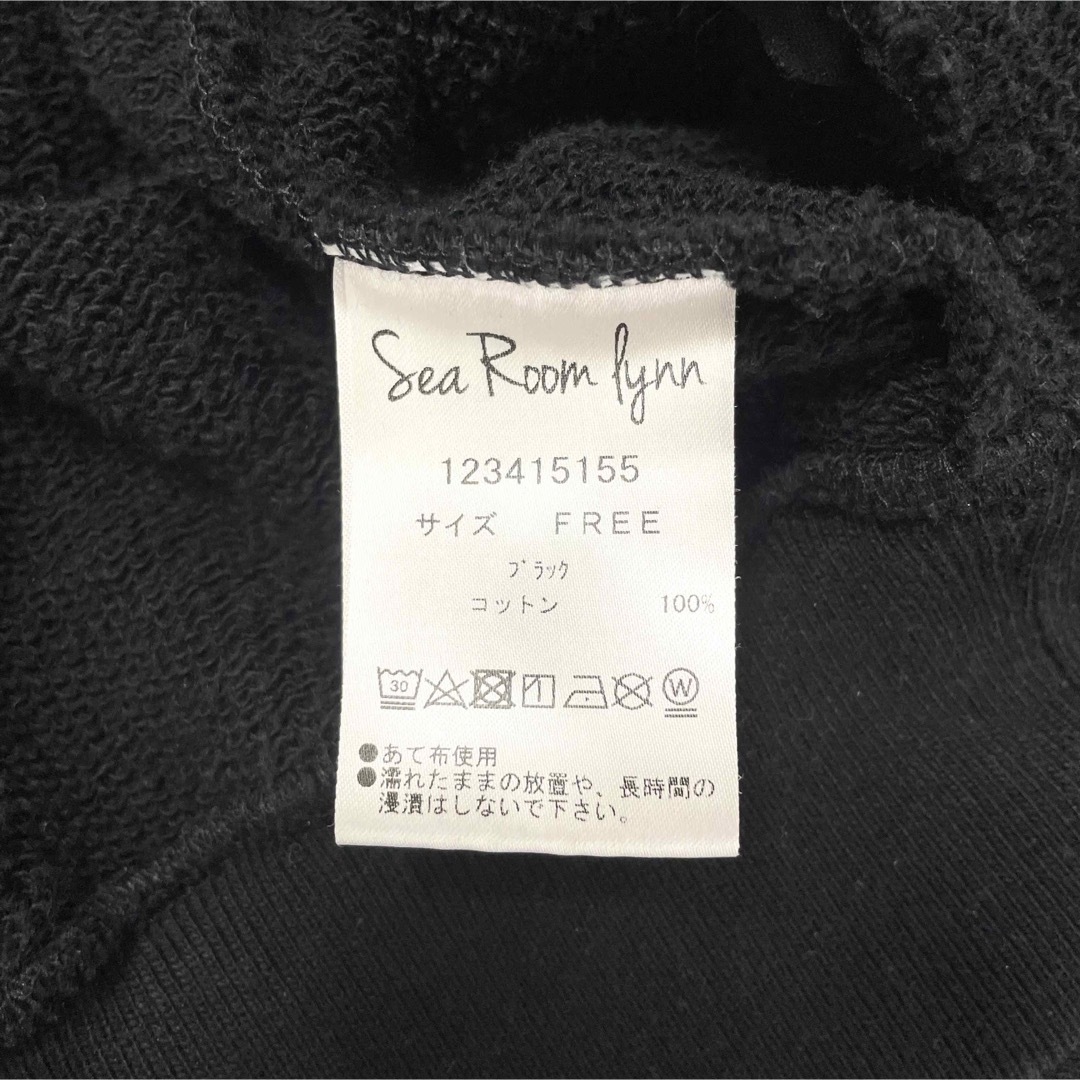 Sea Room lynn
123415155
サイズ FREE
ﾌﾞﾗｯｸ
コットン 100%
30 W
●あて布使用
●濡れたままの放置や、長時間の
浸漬はしないで下さい。